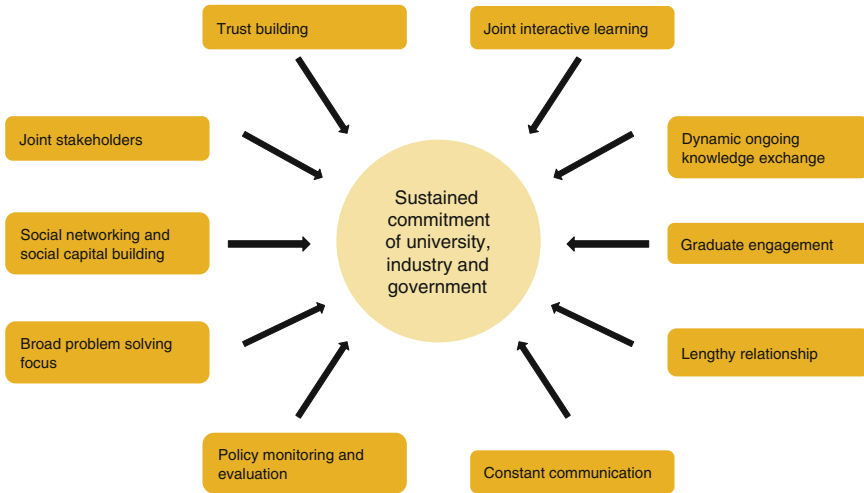 Trust building
Joint interactive learning
Joint stakeholders
Dynamic ongoing
knowledge exchange
Sustained
commitment
of university,
industry and
government
Social networking and
social capital building
Graduate engagement
Broad problem solving
focus
Lengthy relationship
Policy monitoring and
evaluation
Constant communication